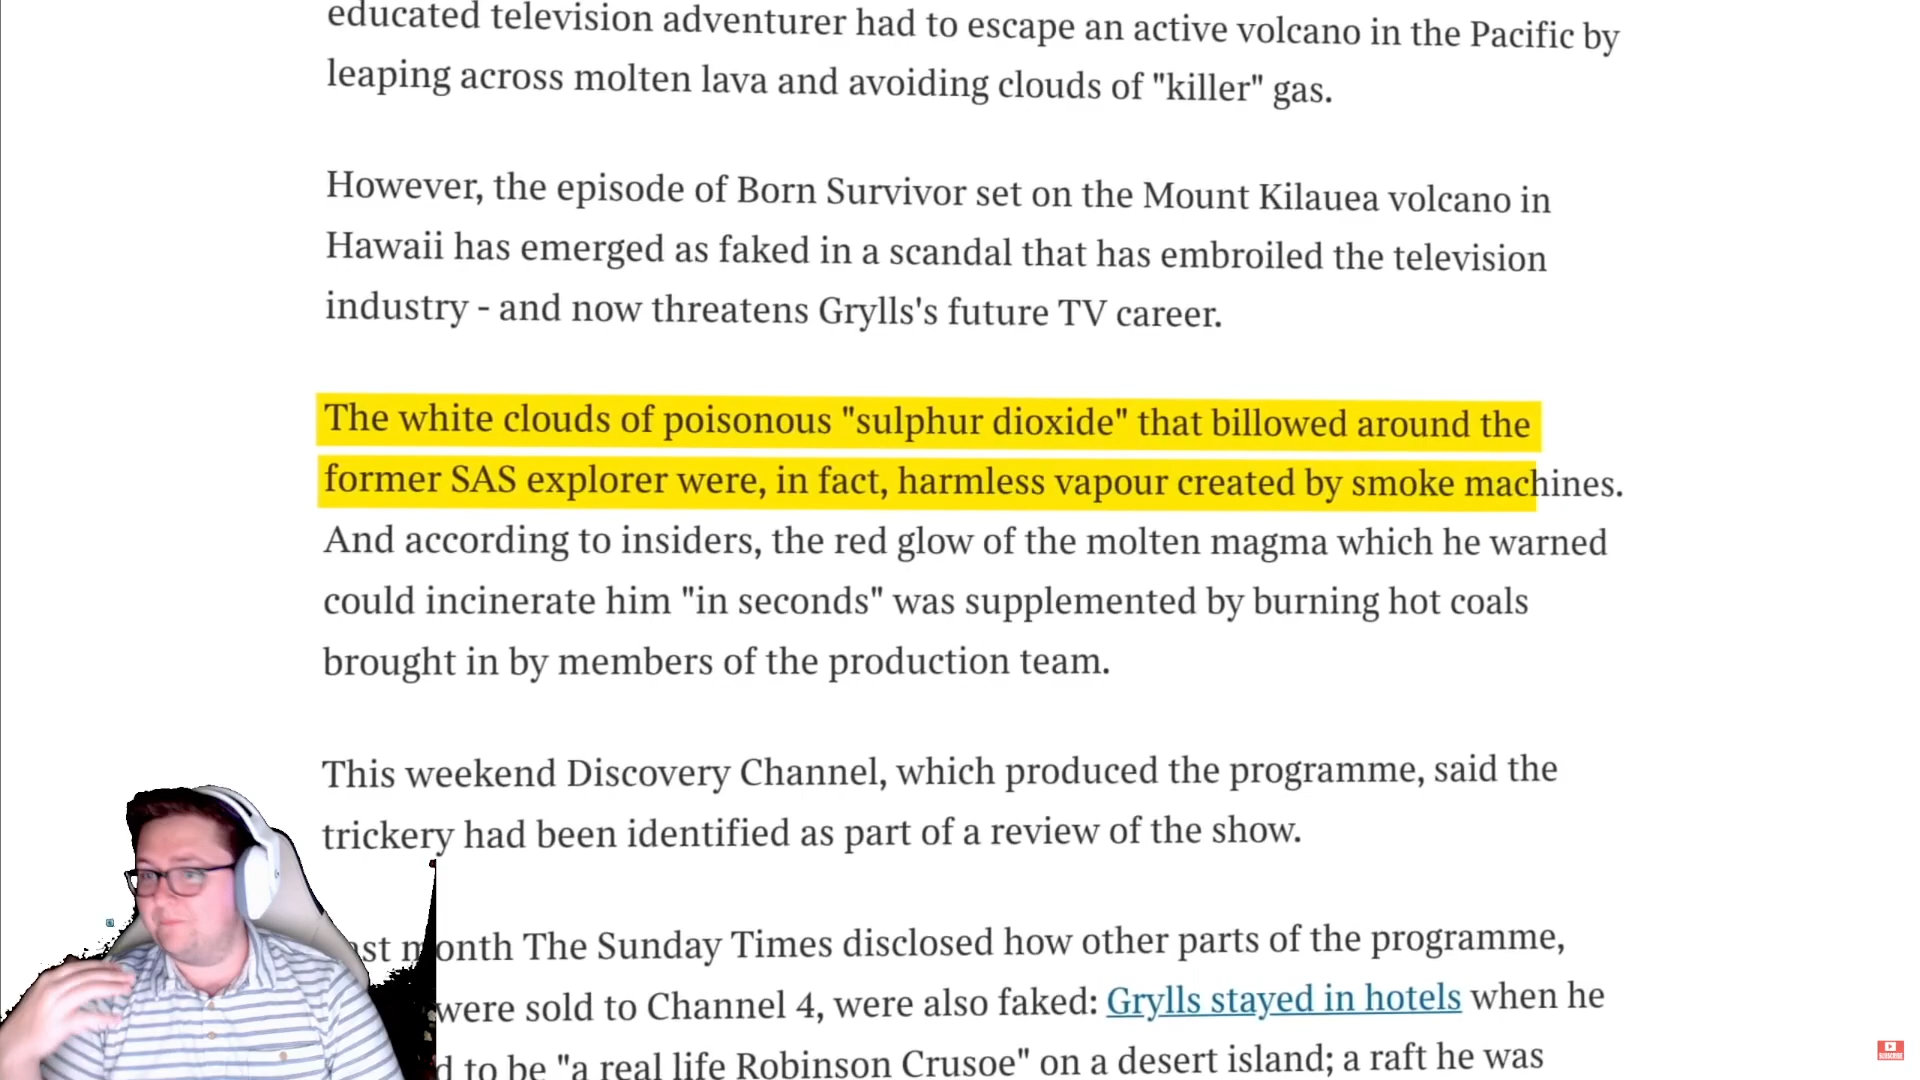 educated television adventurer had to escape an active volcano in the Pacific by
leaping across molten lava and avoiding clouds of "killer" gas.
However, the episode of Born Survivor set on the Mount Kilauea volcano in
Hawaii has emerged as faked in a scandal that has embroiled the television
industry - and now threatens Grylls's future TV career.
The white clouds of poisonous "sulphur dioxide" that billowed around the
former SAS explorer were, in fact, harmless vapour created by smoke machines.
And according to insiders, the red glow of the molten magma which he warned
could incinerate him "in seconds" was supplemented by burning hot coals
brought in by members of the production team.
This weekend Discovery Channel, which produced the programme, said the
trickery had been identified as part of a review of the show.
ast month The Sunday Times disclosed how other parts of the programme,
were sold to Channel 4, were also faked: Grylls stayed in hotels when he
d to be "a real life Robinson Crusoe" on a desert island; a raft he was
SUBSCRIBE